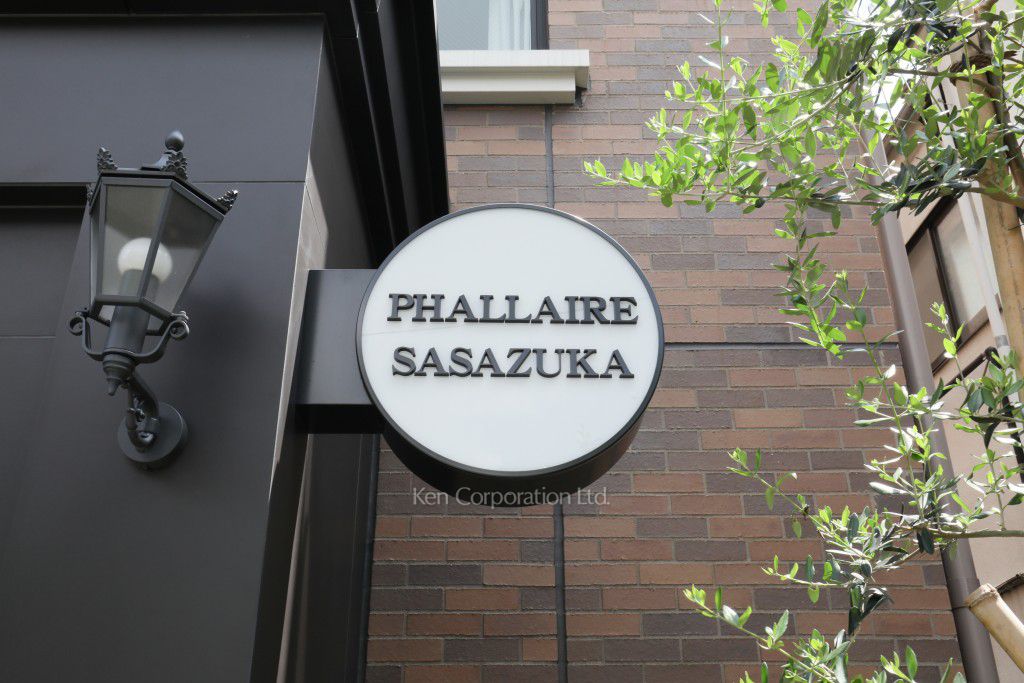 PHALLAIRE
SASAZUKA
Ken Corporation Ltd.